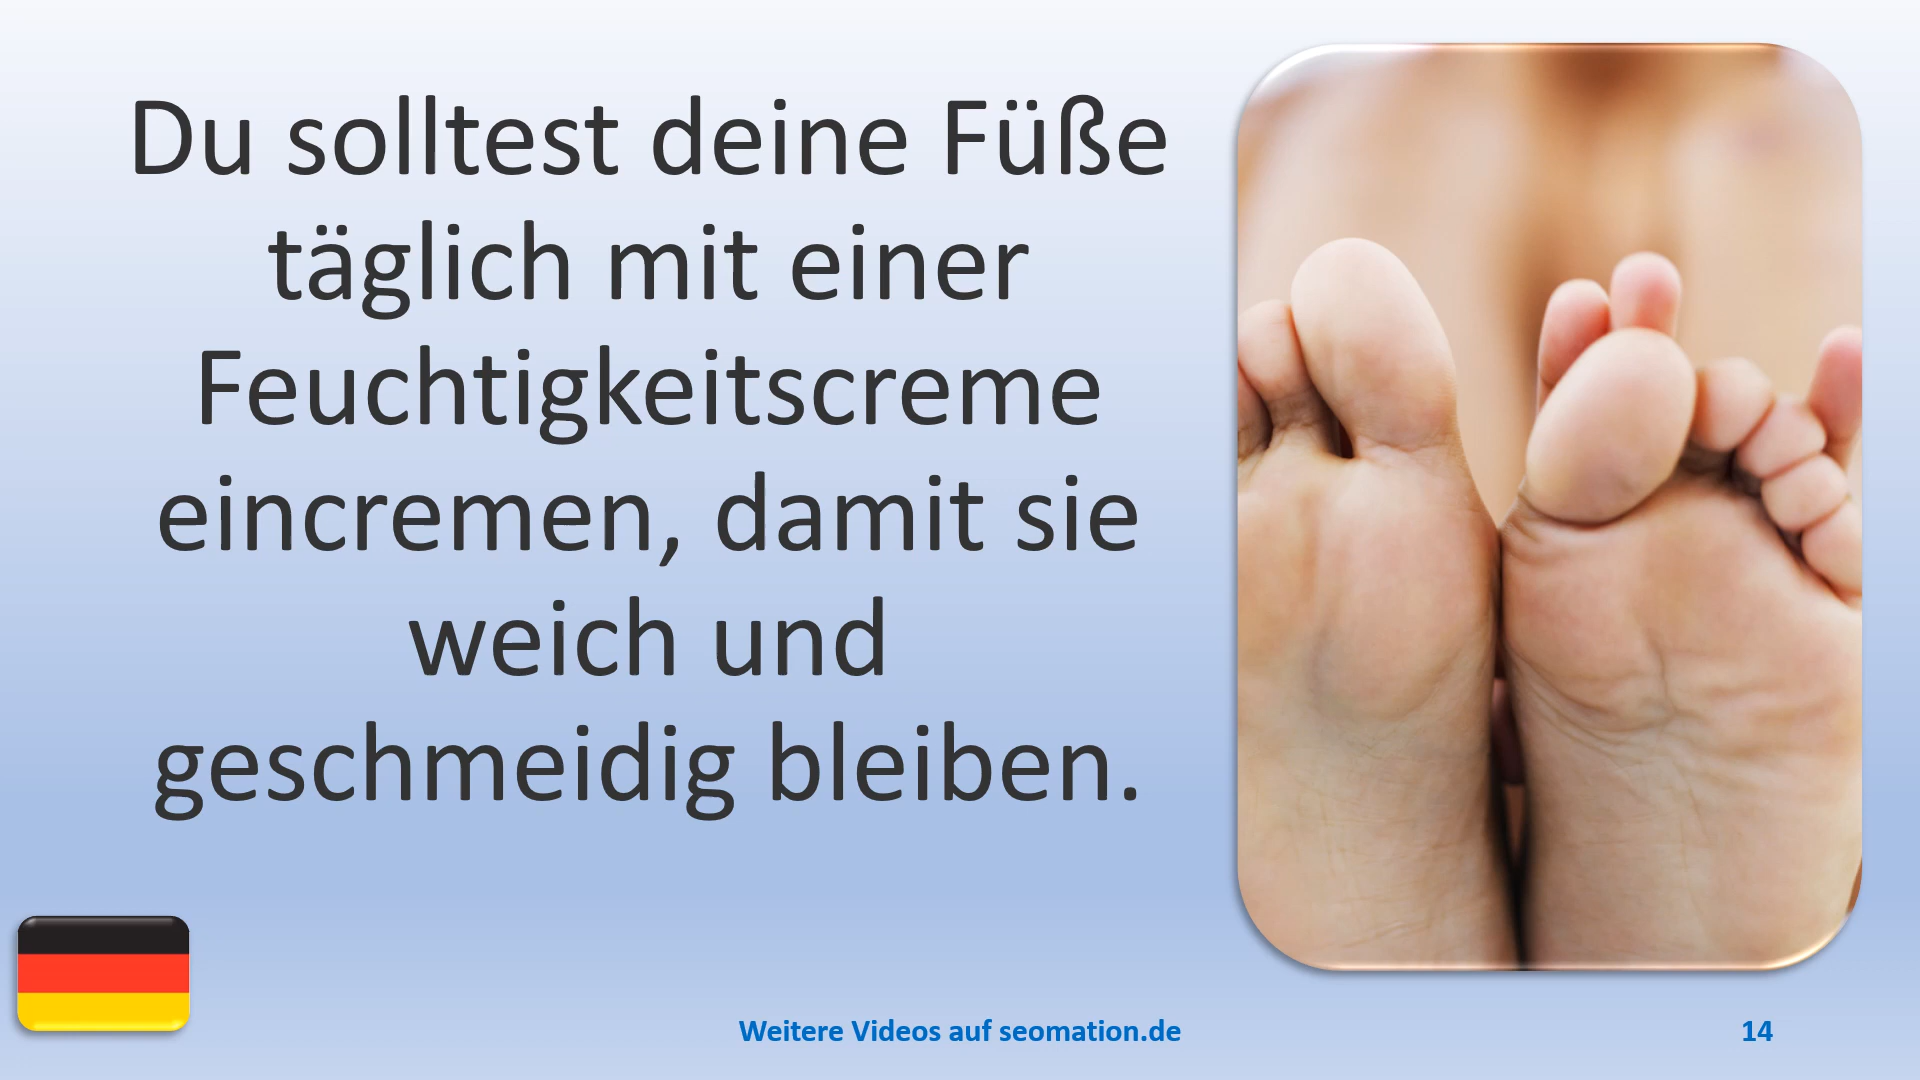 Du solltest deine Füße
täglich mit einer
Feuchtigkeitscreme
eincremen, damit sie
weich und
geschmeidig bleiben.
Weitere Videos auf seomation.de
14